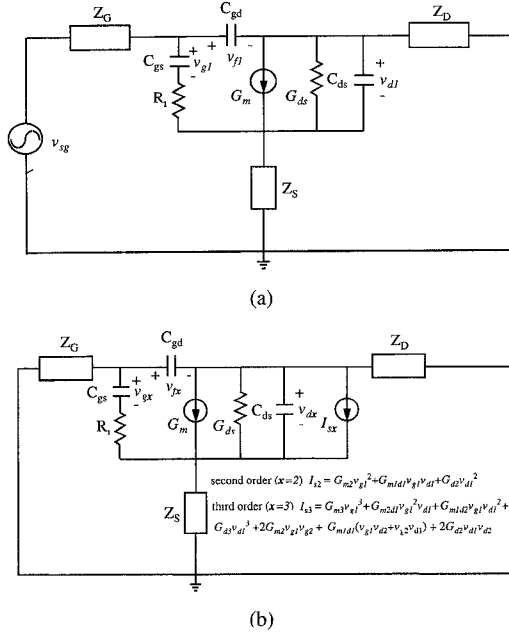 Z_G
C_gd
Z_D
+ v_f1 -
C_gs
+ v_g1 -
R_1
G_m
G_ds
C_ds
+ v_d1 -
v_sg
Z_S
(a)
Z_G
C_gd
Z_D
+ v_fx -
C_gs
+ v_gx -
R_1
G_m
G_ds
C_ds
+ v_dx -
I_sx
second order (x=2) I_s2 = G_m2 v_g1^2 + G_m1d1 v_g1 v_d1 + G_d2 v_d1^2
Z_S
third order (x=3) I_s3 = G_m3 v_g1^3 + G_m2d1 v_g1^2 v_d1 + G_m1d2 v_g1 v_d1^2 +
G_d3 v_d1^3 + 2G_m2 v_g1 v_g2 + G_m1d1 (v_g1 v_d2 + v_g2 v_d1) + 2G_d2 v_d1 v_d2
(b)